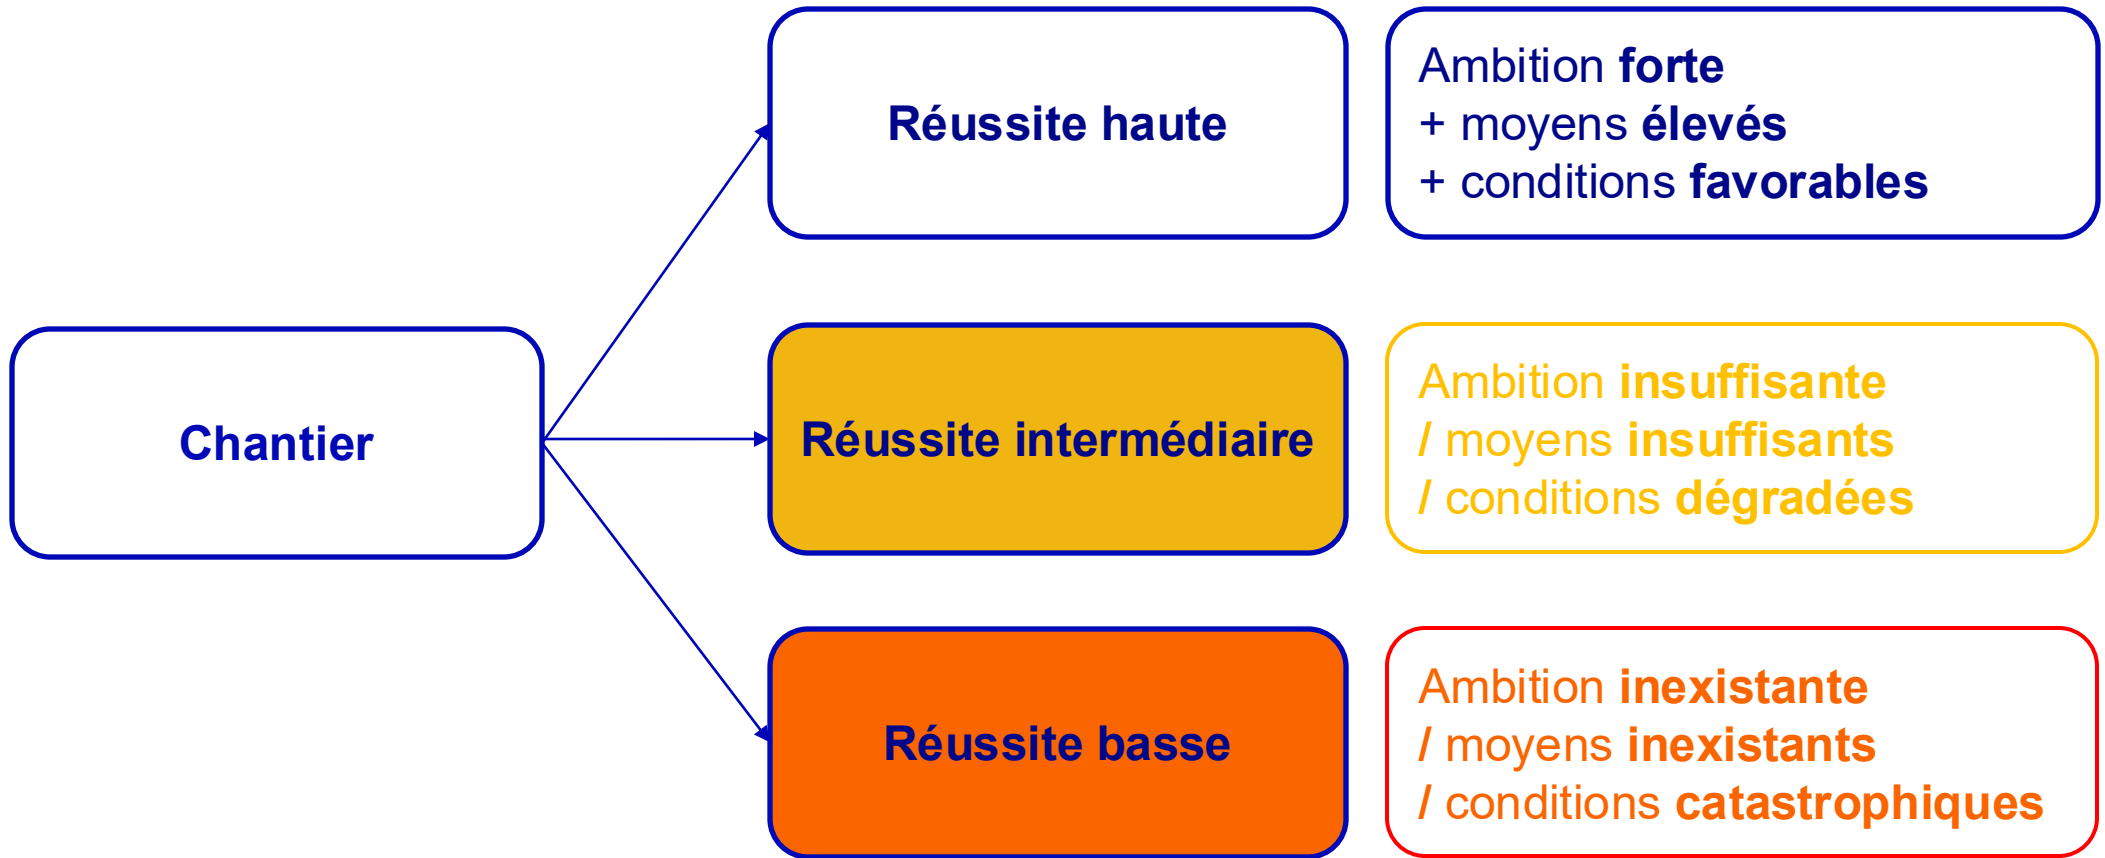 Chantier
Réussite haute
Ambition forte
+ moyens élevés
+ conditions favorables
Réussite intermédiaire
Ambition insuffisante
/ moyens insuffisants
/ conditions dégradées
Réussite basse
Ambition inexistante
/ moyens inexistants
/ conditions catastrophiques